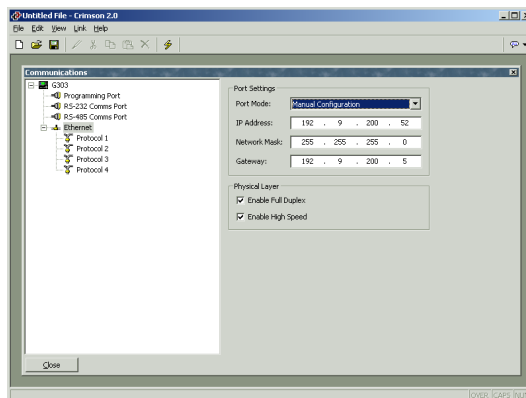 Untitled File - Crimson 2.0
File Edit View Link Help
Communications
G303
Programming Port
RS-232 Comms Port
RS-485 Comms Port
Ethernet
Protocol 1
Protocol 2
Protocol 3
Protocol 4
Port Settings
Port Mode: Manual Configuration
IP Address: 192 . 9 . 200 . 52
Network Mask: 255 . 255 . 255 . 0
Gateway: 192 . 9 . 200 . 5
Physical Layer
Enable Full Duplex
Enable High Speed
Close
OVER CAPS NU